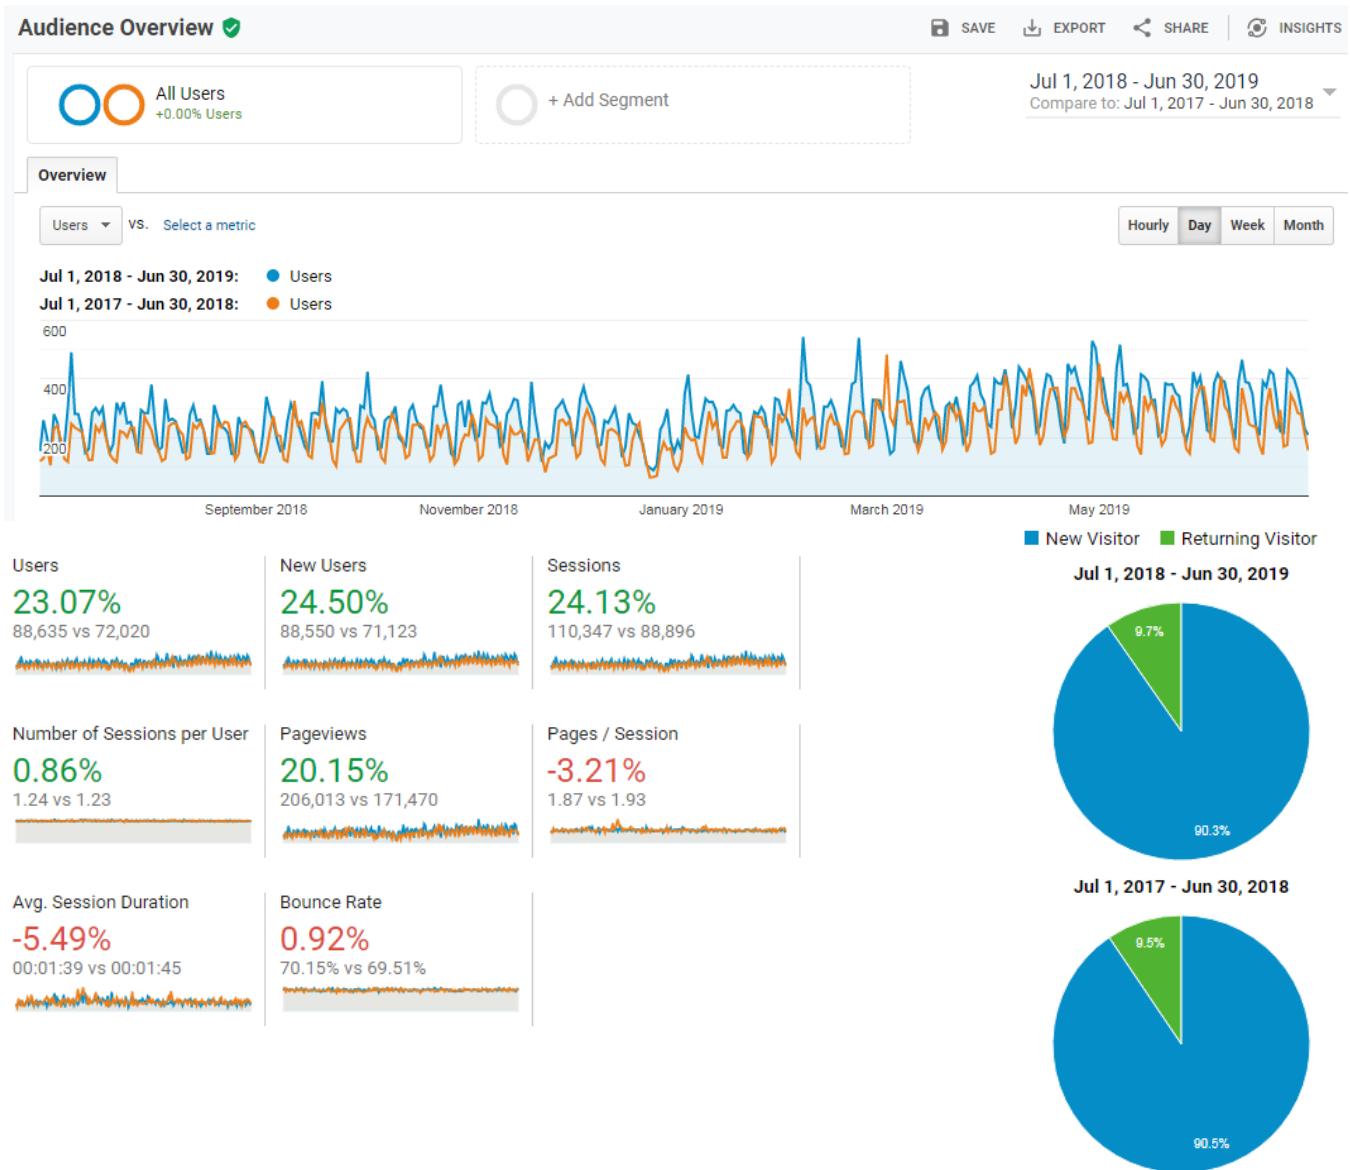 Audience Overview
SAVE EXPORT SHARE INSIGHTS
All Users
+0.00% Users
+ Add Segment
Jul 1, 2018 - Jun 30, 2019
Compare to: Jul 1, 2017 - Jun 30, 2018
Overview
Users VS. Select a metric
Hourly Day Week Month
Jul 1, 2018 - Jun 30, 2019: Users
Jul 1, 2017 - Jun 30, 2018: Users
600
400
200
September 2018 November 2018 January 2019 March 2019 May 2019
New Visitor Returning Visitor
Jul 1, 2018 - Jun 30, 2019
9.7%
90.3%
Jul 1, 2017 - Jun 30, 2018
9.5%
90.5%
Users
23.07%
88,635 vs 72,020
New Users
24.50%
88,550 vs 71,123
Sessions
24.13%
110,347 vs 88,896
Number of Sessions per User
0.86%
1.24 vs 1.23
Pageviews
20.15%
206,013 vs 171,470
Pages / Session
-3.21%
1.87 vs 1.93
Avg. Session Duration
-5.49%
00:01:39 vs 00:01:45
Bounce Rate
0.92%
70.15% vs 69.51%